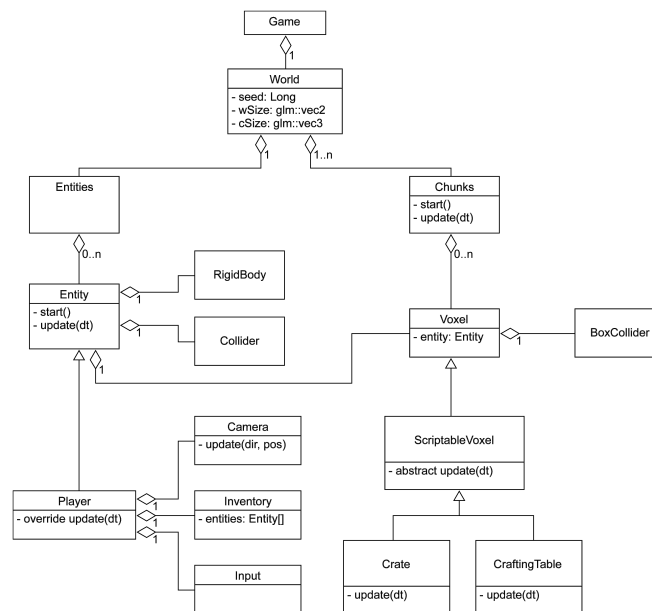 Game
1
World
- seed: Long
- wSize: glm::vec2
- cSize: glm::vec3
1
1..n
Entities
Chunks
- start()
- update(dt)
0..n
0..n
RigidBody
Entity
- start()
- update(dt)
1
1
1
Collider
Voxel
- entity: Entity
1
BoxCollider
Camera
- update(dir, pos)
ScriptableVoxel
- abstract update(dt)
Player
- override update(dt)
1
1
1
Inventory
- entities: Entity[]
Input
Crate
- update(dt)
CraftingTable
- update(dt)